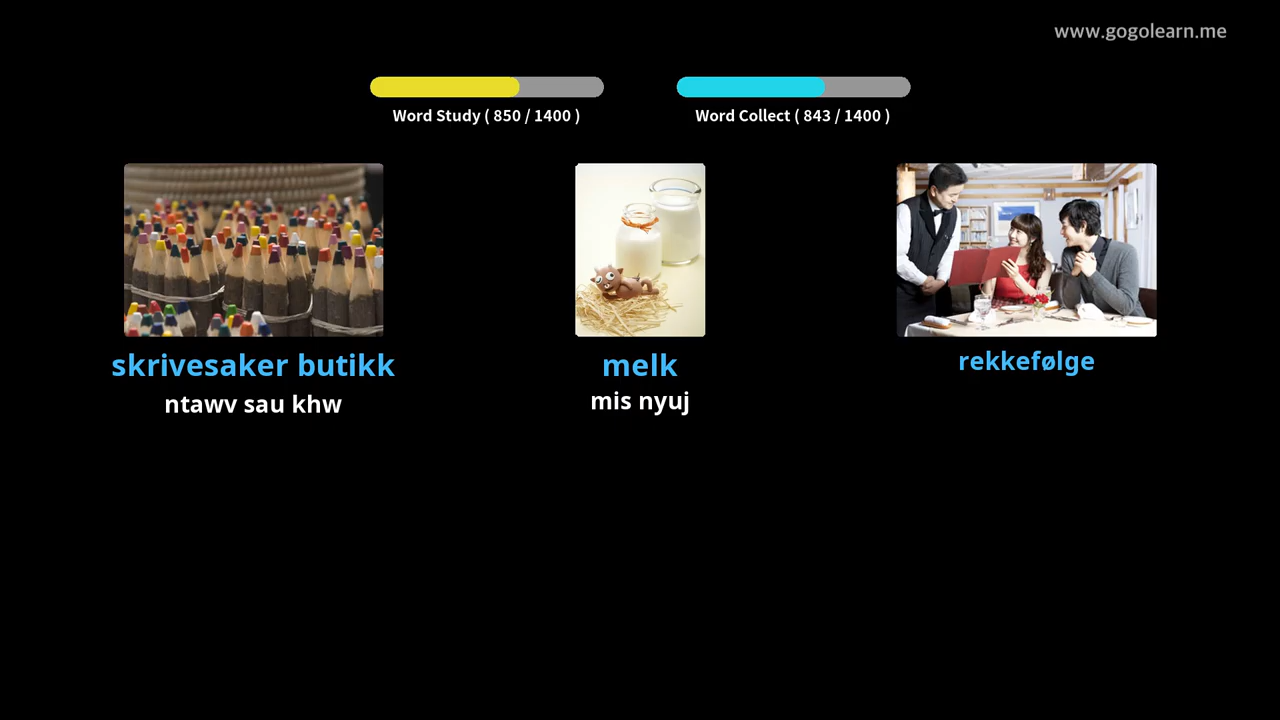 www.gogolearn.me
Word Study ( 850 / 1400 )
Word Collect ( 843 / 1400 )
skrivesaker butikk
ntawv sau khw
melk
mis nyuj
rekkefølge